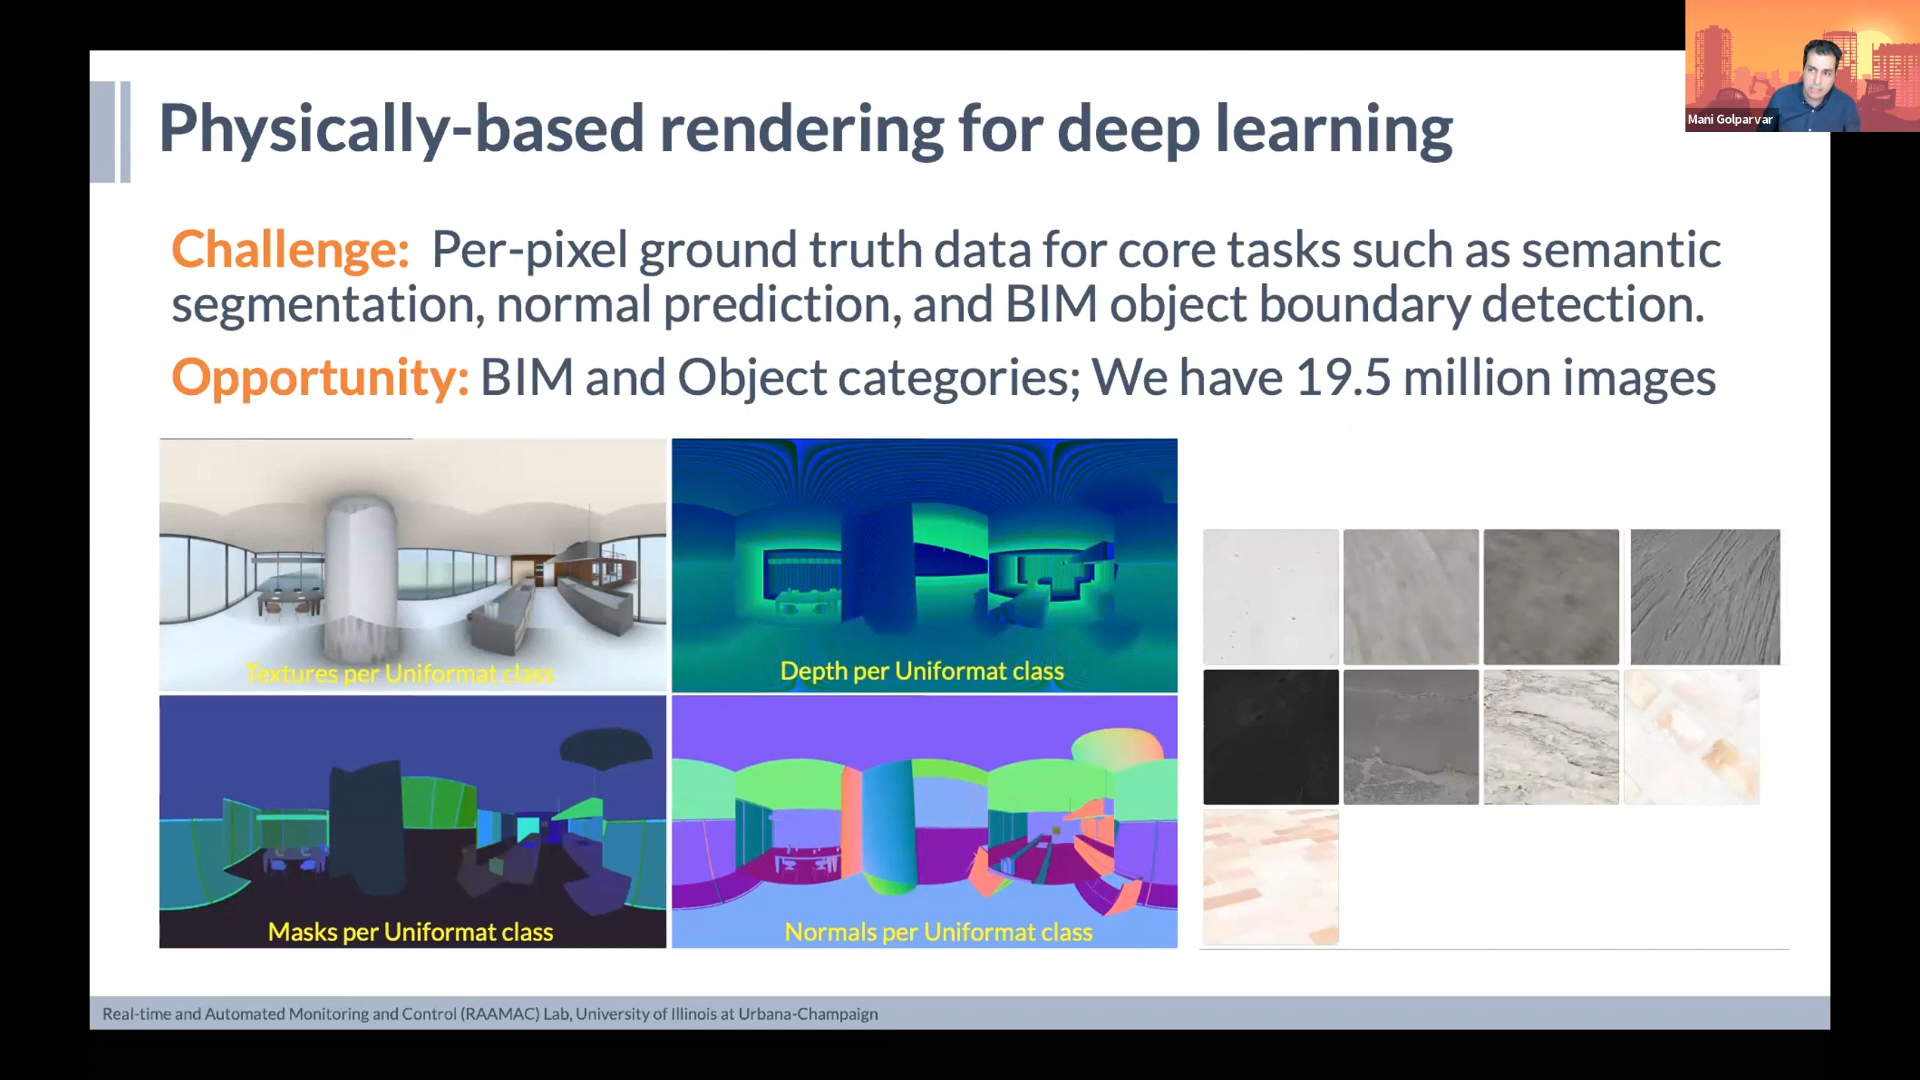 Mani Golparvar
Physically-based rendering for deep learning
Challenge: Per-pixel ground truth data for core tasks such as semantic
segmentation, normal prediction, and BIM object boundary detection.
Opportunity: BIM and Object categories; We have 19.5 million images
Textures per Uniformat class
Depth per Uniformat class
Masks per Uniformat class
Normals per Uniformat class
Real-time and Automated Monitoring and Control (RAAMAC) Lab, University of Illinois at Urbana-Champaign